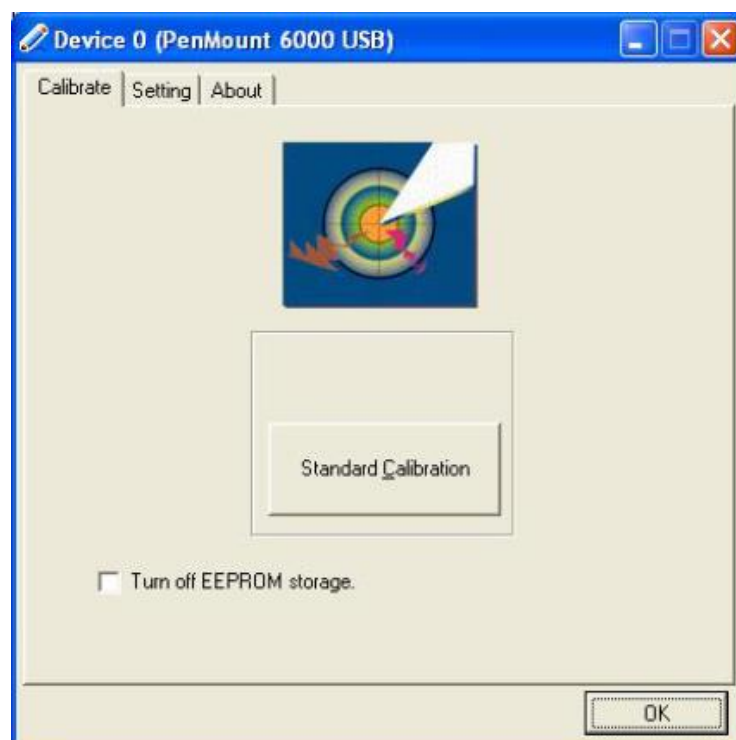 Device 0 (PenMount 6000 USB)
Calibrate Setting About
Standard Calibration
Turn off EEPROM storage.
OK